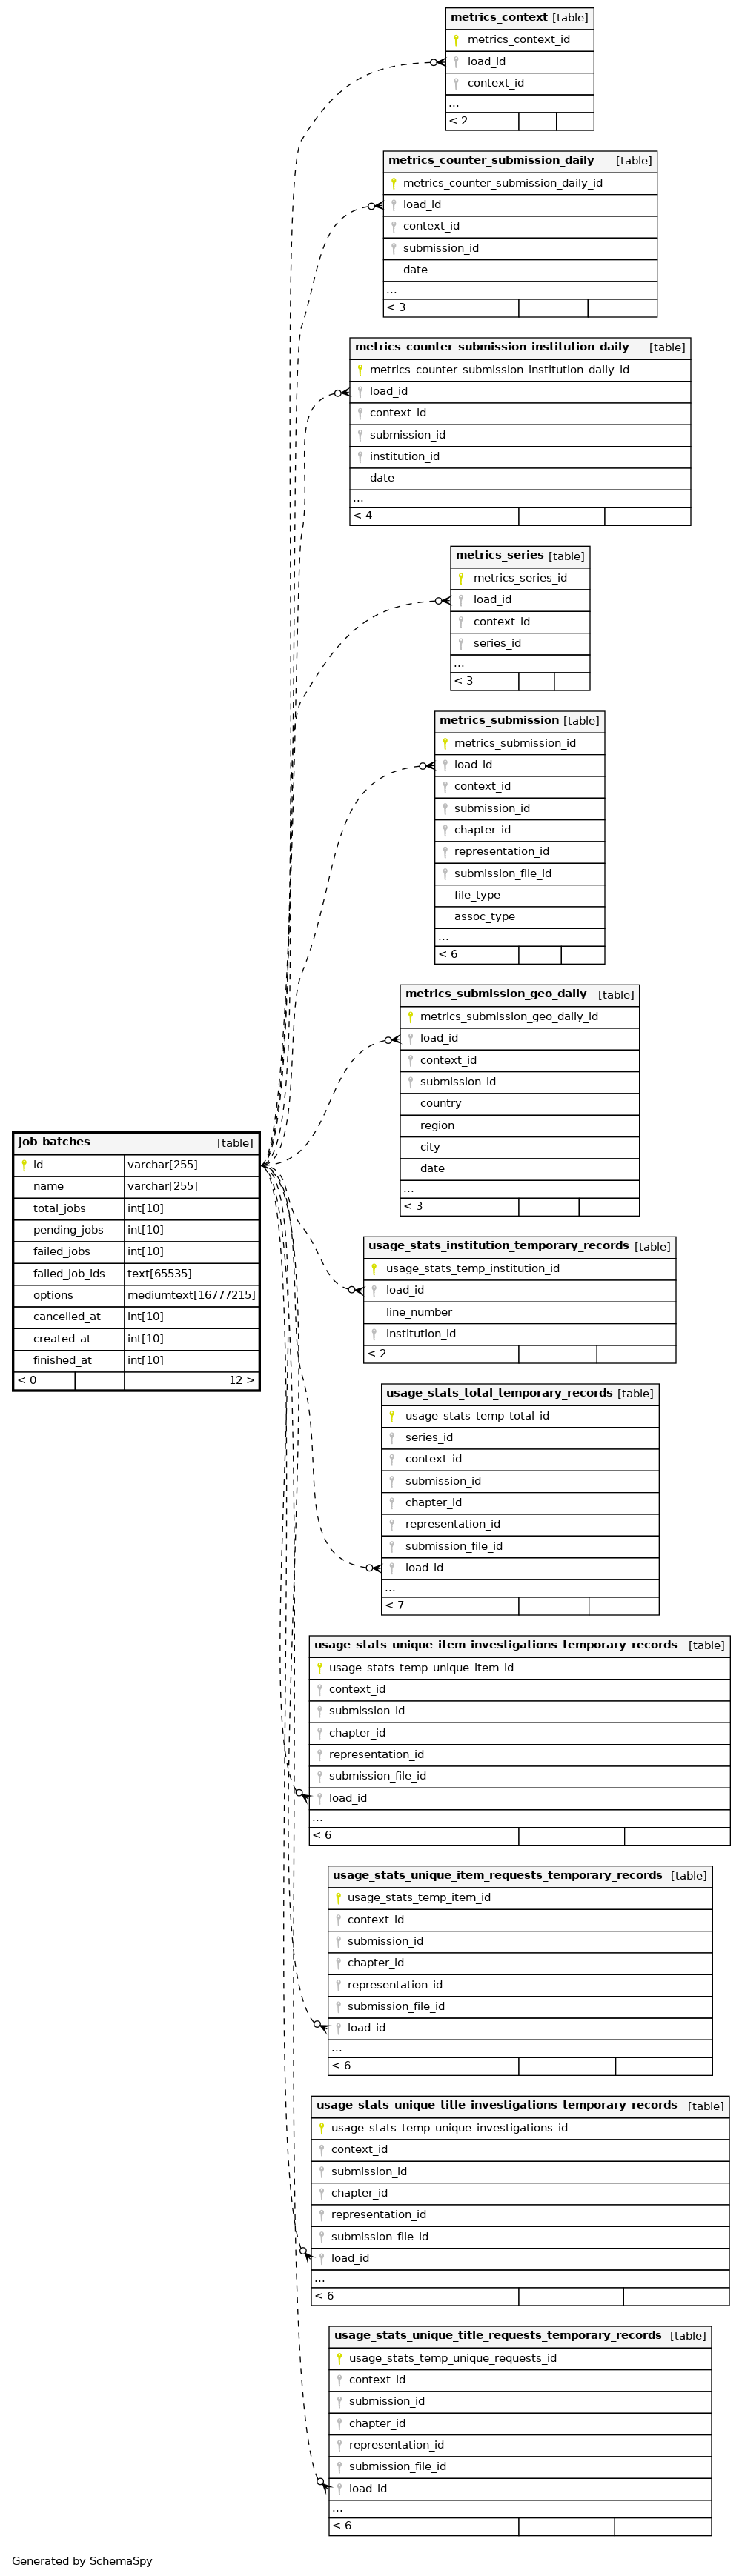 metrics_context [table]
metrics_context_id
load_id
context_id
...
< 2
metrics_counter_submission_daily [table]
metrics_counter_submission_daily_id
load_id
context_id
submission_id
date
...
< 3
metrics_counter_submission_institution_daily [table]
metrics_counter_submission_institution_daily_id
load_id
context_id
submission_id
institution_id
date
...
< 4
metrics_series [table]
metrics_series_id
load_id
context_id
series_id
...
< 3
metrics_submission [table]
metrics_submission_id
load_id
context_id
submission_id
chapter_id
representation_id
submission_file_id
file_type
assoc_type
...
< 6
metrics_submission_geo_daily [table]
metrics_submission_geo_daily_id
load_id
context_id
submission_id
country
region
city
date
...
< 3
job_batches [table]
id varchar[255]
name varchar[255]
total_jobs int[10]
pending_jobs int[10]
failed_jobs int[10]
failed_job_ids text[65535]
options mediumtext[16777215]
cancelled_at int[10]
created_at int[10]
finished_at int[10]
< 0 12 >
usage_stats_institution_temporary_records [table]
usage_stats_temp_institution_id
load_id
line_number
institution_id
< 2
usage_stats_total_temporary_records [table]
usage_stats_temp_total_id
series_id
context_id
submission_id
chapter_id
representation_id
submission_file_id
load_id
...
< 7
usage_stats_unique_item_investigations_temporary_records [table]
usage_stats_temp_unique_item_id
context_id
submission_id
chapter_id
representation_id
submission_file_id
load_id
...
< 6
usage_stats_unique_item_requests_temporary_records [table]
usage_stats_temp_item_id
context_id
submission_id
chapter_id
representation_id
submission_file_id
load_id
...
< 6
usage_stats_unique_title_investigations_temporary_records [table]
usage_stats_temp_unique_investigations_id
context_id
submission_id
chapter_id
representation_id
submission_file_id
load_id
...
< 6
usage_stats_unique_title_requests_temporary_records [table]
usage_stats_temp_unique_requests_id
context_id
submission_id
chapter_id
representation_id
submission_file_id
load_id
...
< 6
Generated by SchemaSpy